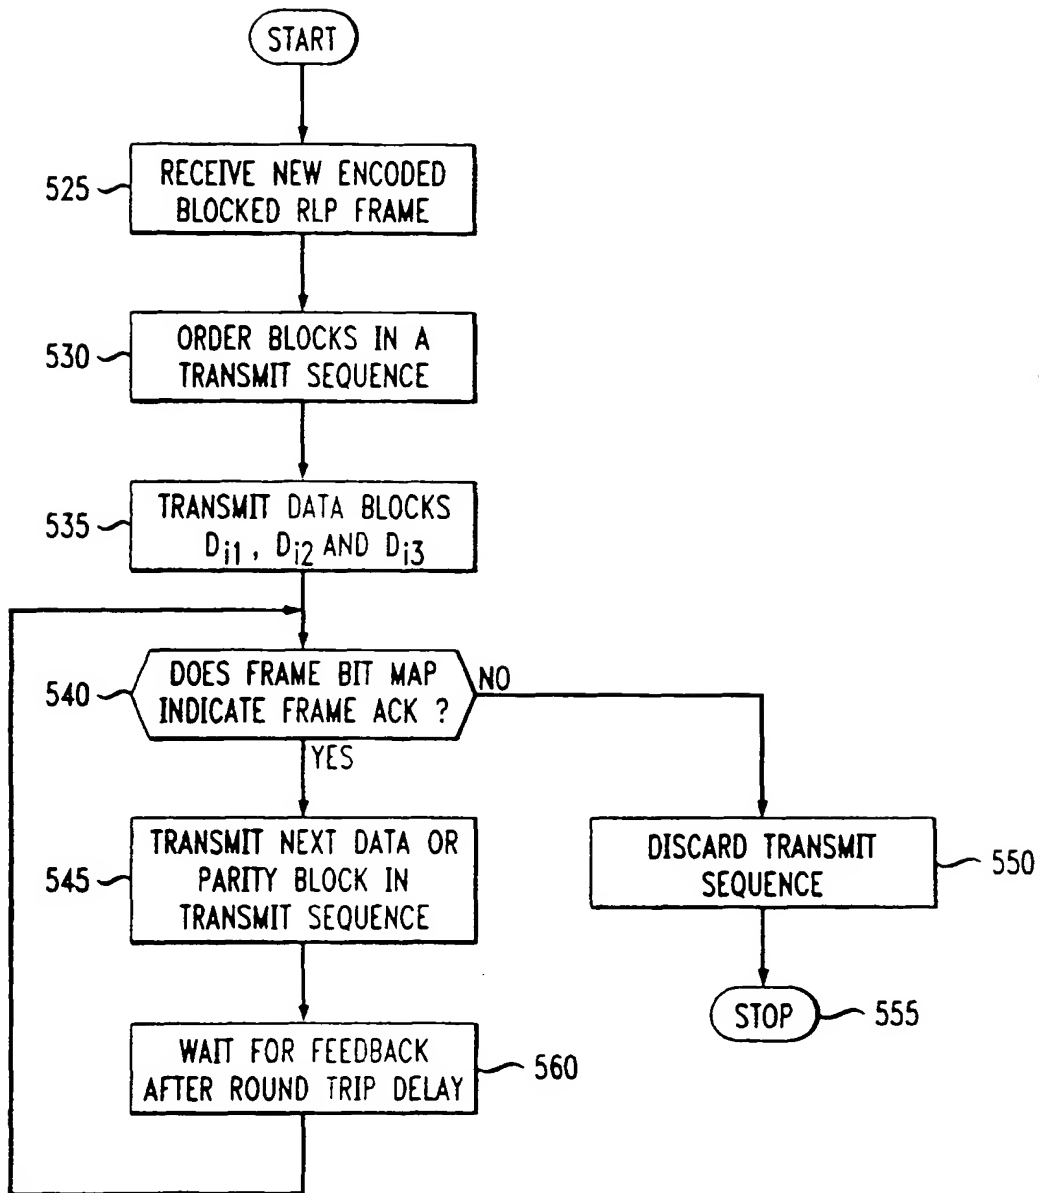 START
525
RECEIVE NEW ENCODED
BLOCKED RLP FRAME
530
ORDER BLOCKS IN A
TRANSMIT SEQUENCE
535
TRANSMIT DATA BLOCKS
Di1 , Di2 AND Di3
540
DOES FRAME BIT MAP
INDICATE FRAME ACK ?
NO
YES
545
TRANSMIT NEXT DATA OR
PARITY BLOCK IN
TRANSMIT SEQUENCE
DISCARD TRANSMIT
SEQUENCE
550
STOP
555
WAIT FOR FEEDBACK
AFTER ROUND TRIP DELAY
560